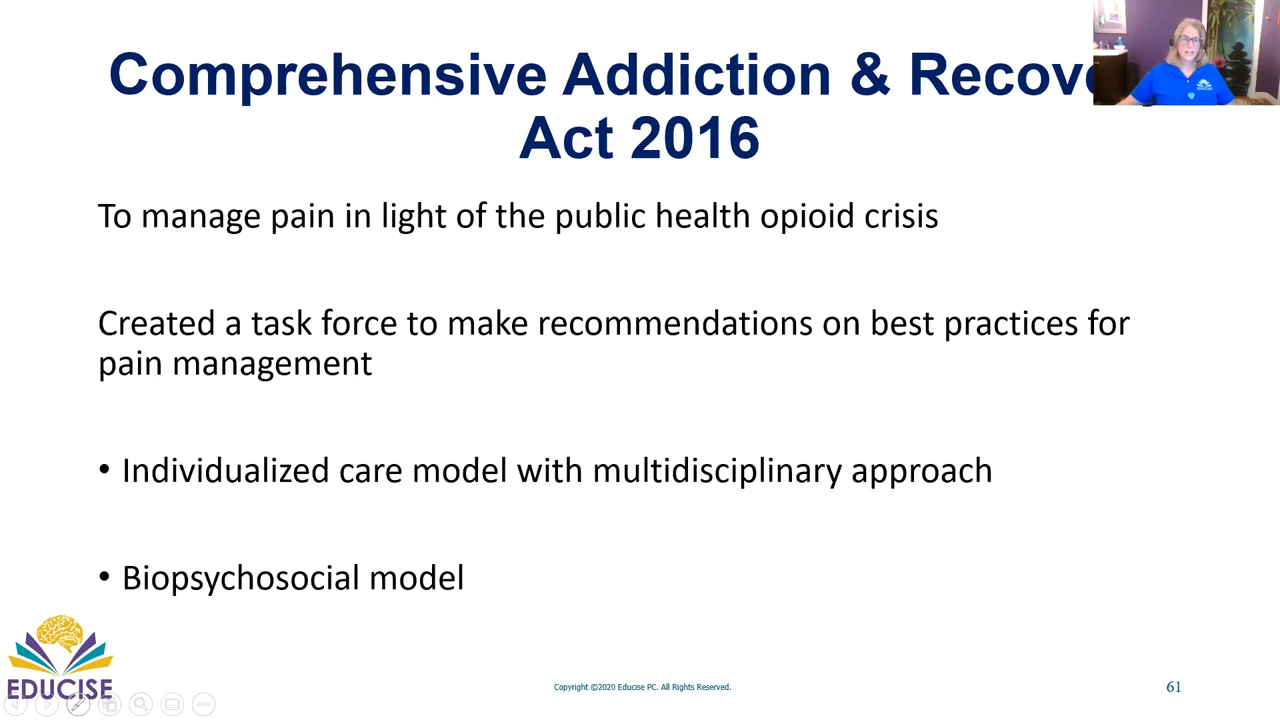 Comprehensive Addiction & Recove
Act 2016
To manage pain in light of the public health opioid crisis
Created a task force to make recommendations on best practices for
pain management
• Individualized care model with multidisciplinary approach
• Biopsychosocial model
EDUCISE
Copyright ©2020 Educise PC. All Rights Reserved.
61